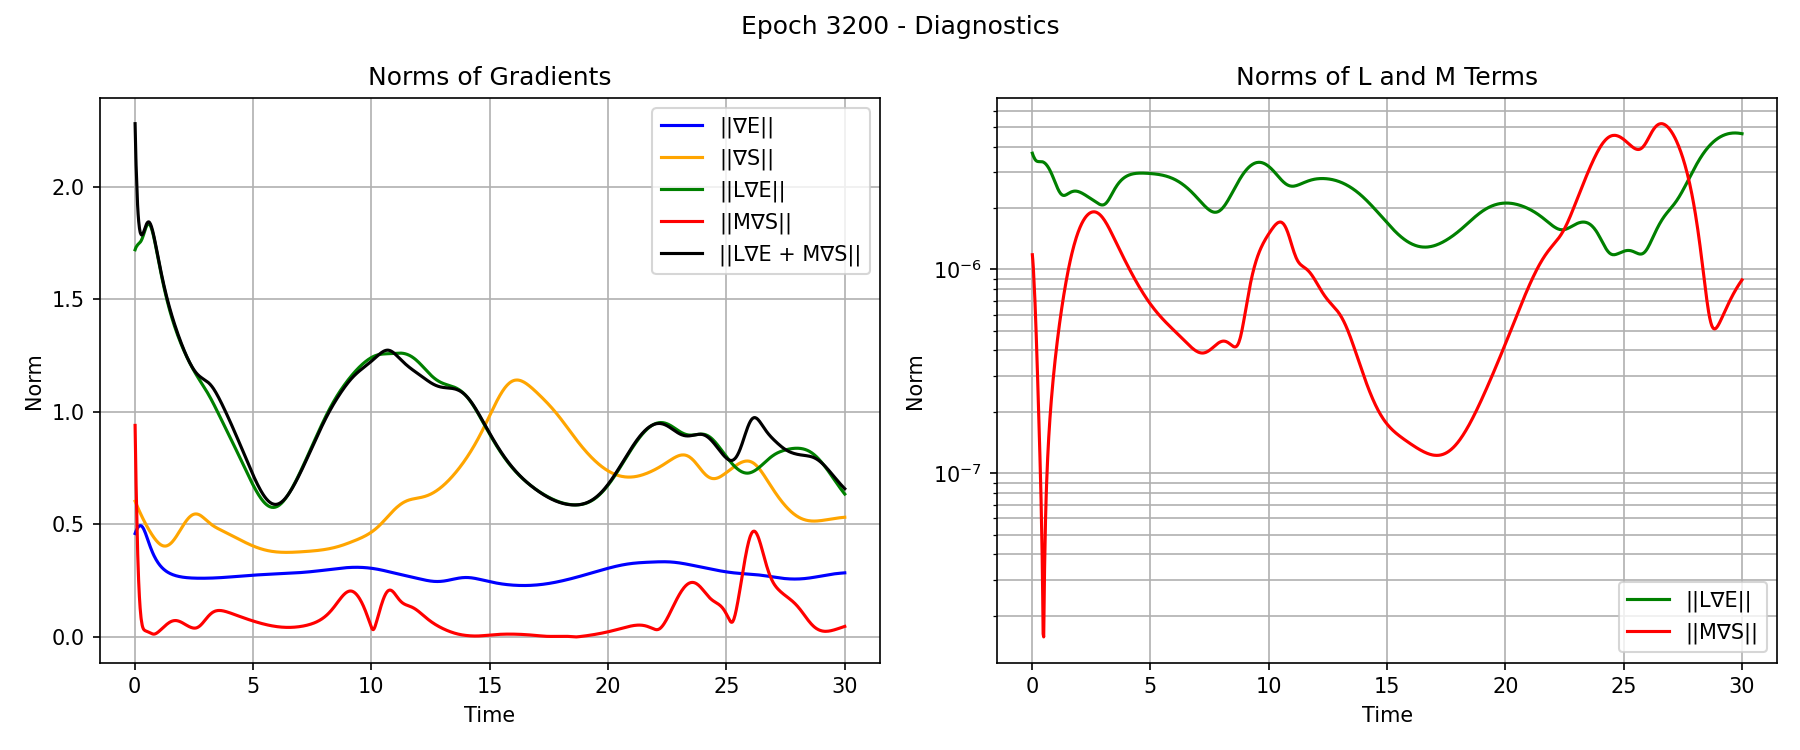 Epoch 3200 - Diagnostics
Norms of Gradients
Norm
2.0
1.5
1.0
0.5
0.0
||∇E||
||∇S||
||L∇E||
||M∇S||
||L∇E + M∇S||
0 5 10 15 20 25 30
Time
Norms of L and M Terms
Norm
10⁻⁶
10⁻⁷
||L∇E||
||M∇S||
0 5 10 15 20 25 30
Time